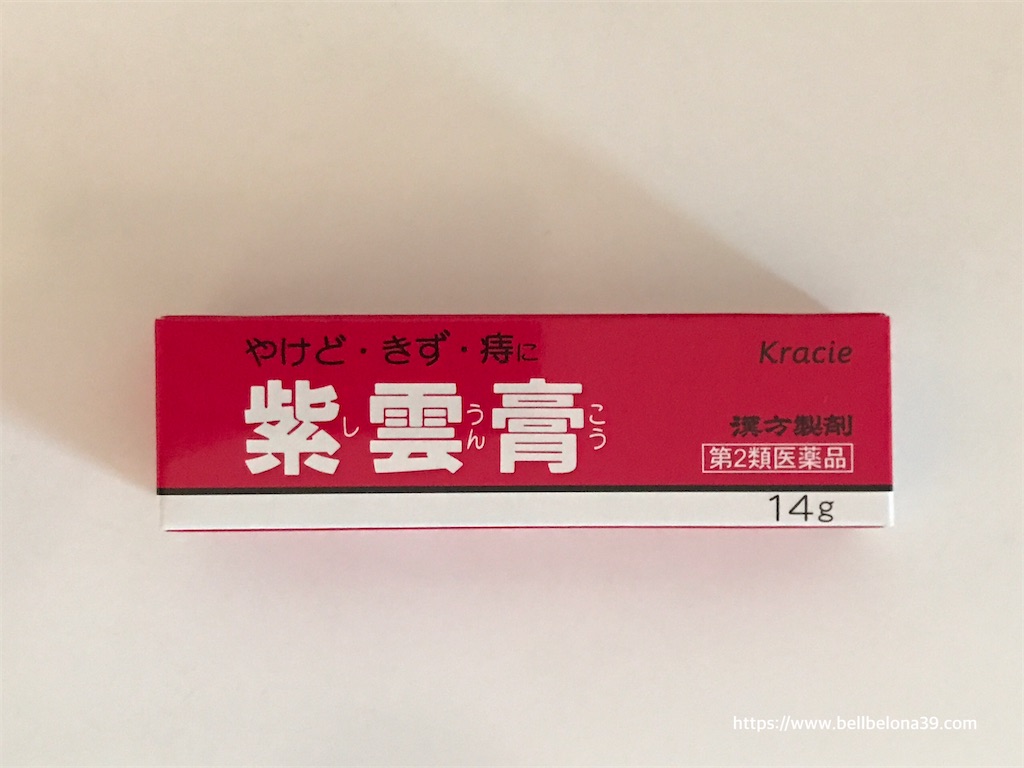 やけど・きず・痔に
Kracie
紫雲膏
し うん こう
漢方製剤
第2類医薬品
14g
https://www.bellbelona39.com